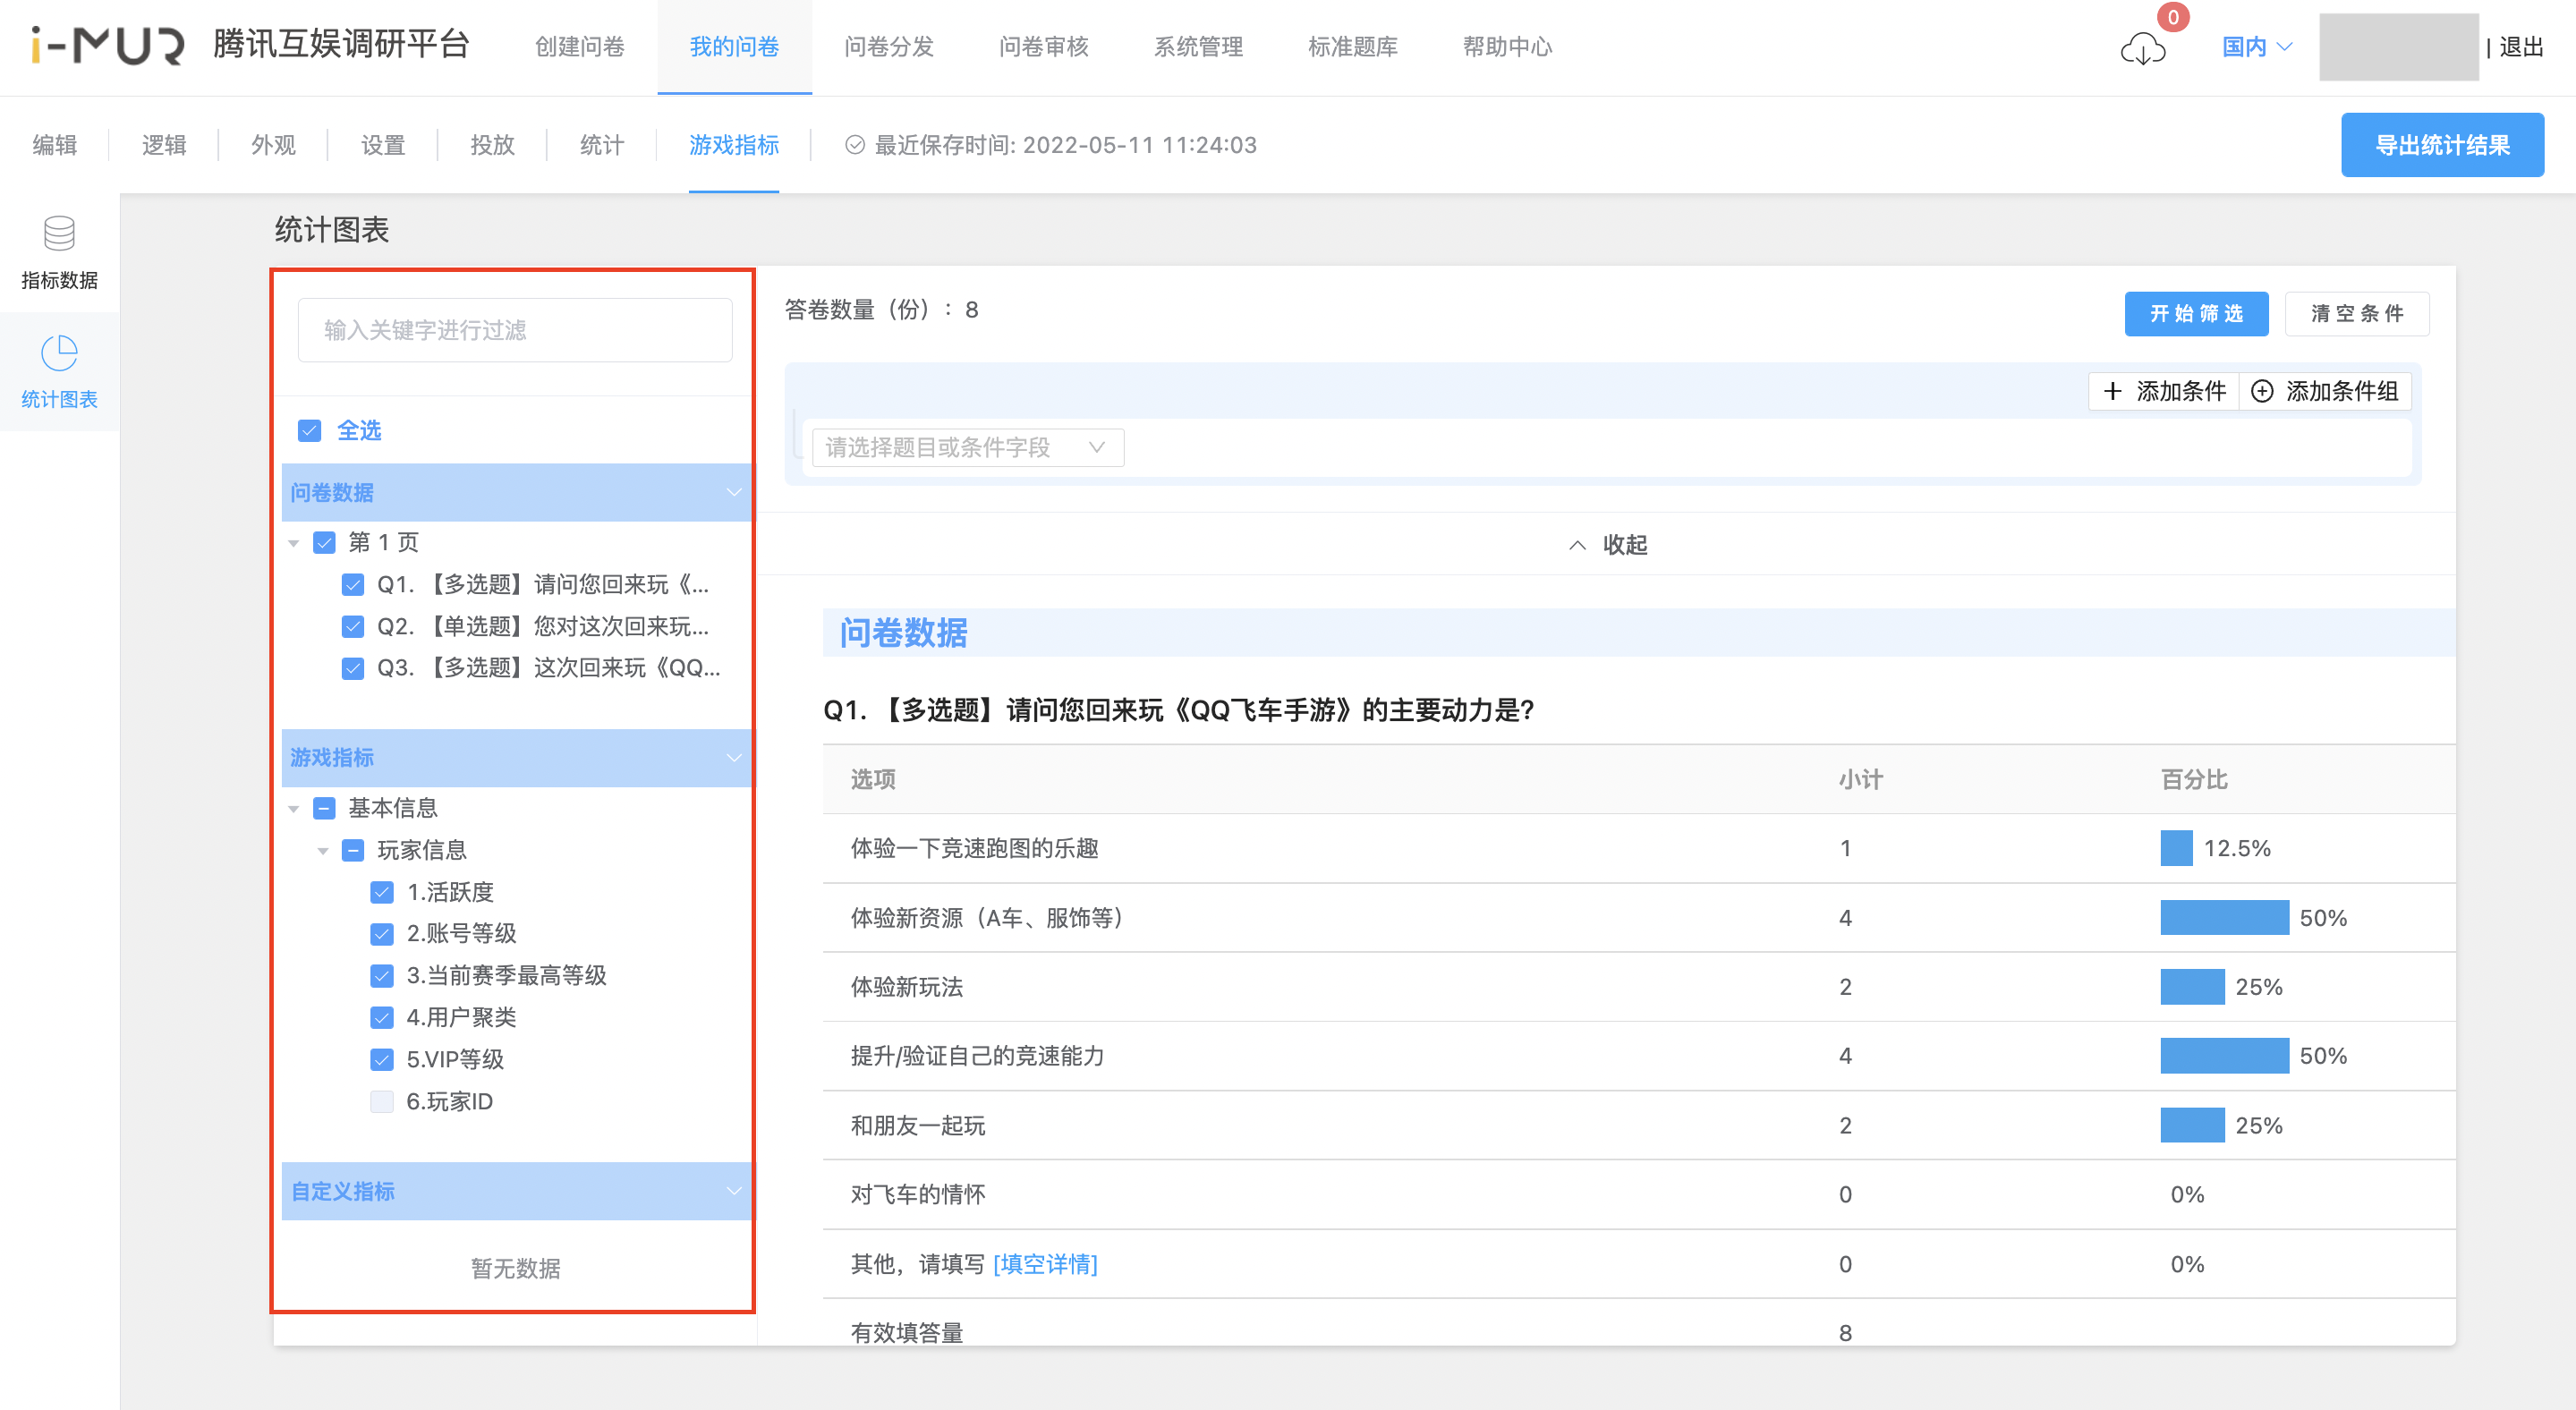 i-MUR 腾讯互娱调研平台 创建问卷 我的问卷 问卷分发 问卷审核 系统管理 标准题库 帮助中心 0 国内 | 退出
编辑 逻辑 外观 设置 投放 统计 游戏指标 最近保存时间: 2022-05-11 11:24:03 导出统计结果
指标数据
统计图表
统计图表
输入关键字进行过滤
全选
问卷数据
第 1 页
Q1. 【多选题】请问您回来玩《...
Q2. 【单选题】您对这次回来玩...
Q3. 【多选题】这次回来玩《QQ...
游戏指标
基本信息
玩家信息
1.活跃度
2.账号等级
3.当前赛季最高等级
4.用户聚类
5.VIP等级
6.玩家ID
自定义指标
暂无数据
答卷数量（份）: 8 开始筛选 清空条件
添加条件 添加条件组
请选择题目或条件字段
收起
问卷数据
Q1. 【多选题】请问您回来玩《QQ飞车手游》的主要动力是?
选项 小计 百分比
体验一下竞速跑图的乐趣 1 12.5%
体验新资源（A车、服饰等） 4 50%
体验新玩法 2 25%
提升/验证自己的竞速能力 4 50%
和朋友一起玩 2 25%
对飞车的情怀 0 0%
其他，请填写 [填空详情] 0 0%
有效填答量 8